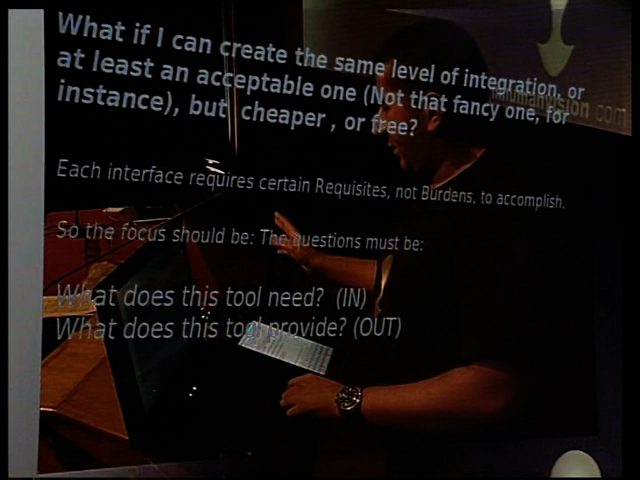 What if I can create the same level of integration, or
at least an acceptable one (Not that fancy one, for
instance), but  cheaper , or free?
Each interface requires certain Requisites, not Burdens, to accomplish.
So the focus should be: The questions must be:
What does this tool need?  (IN)
What does this tool provide? (OUT)